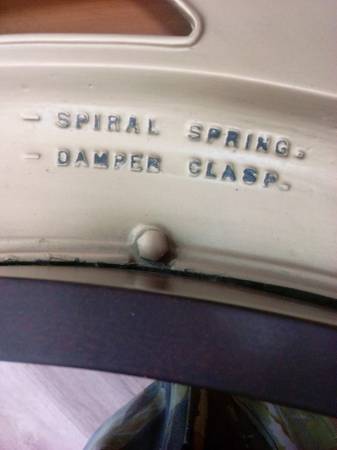 - SPIRAL SPRING.
- DAMPER CLASP.